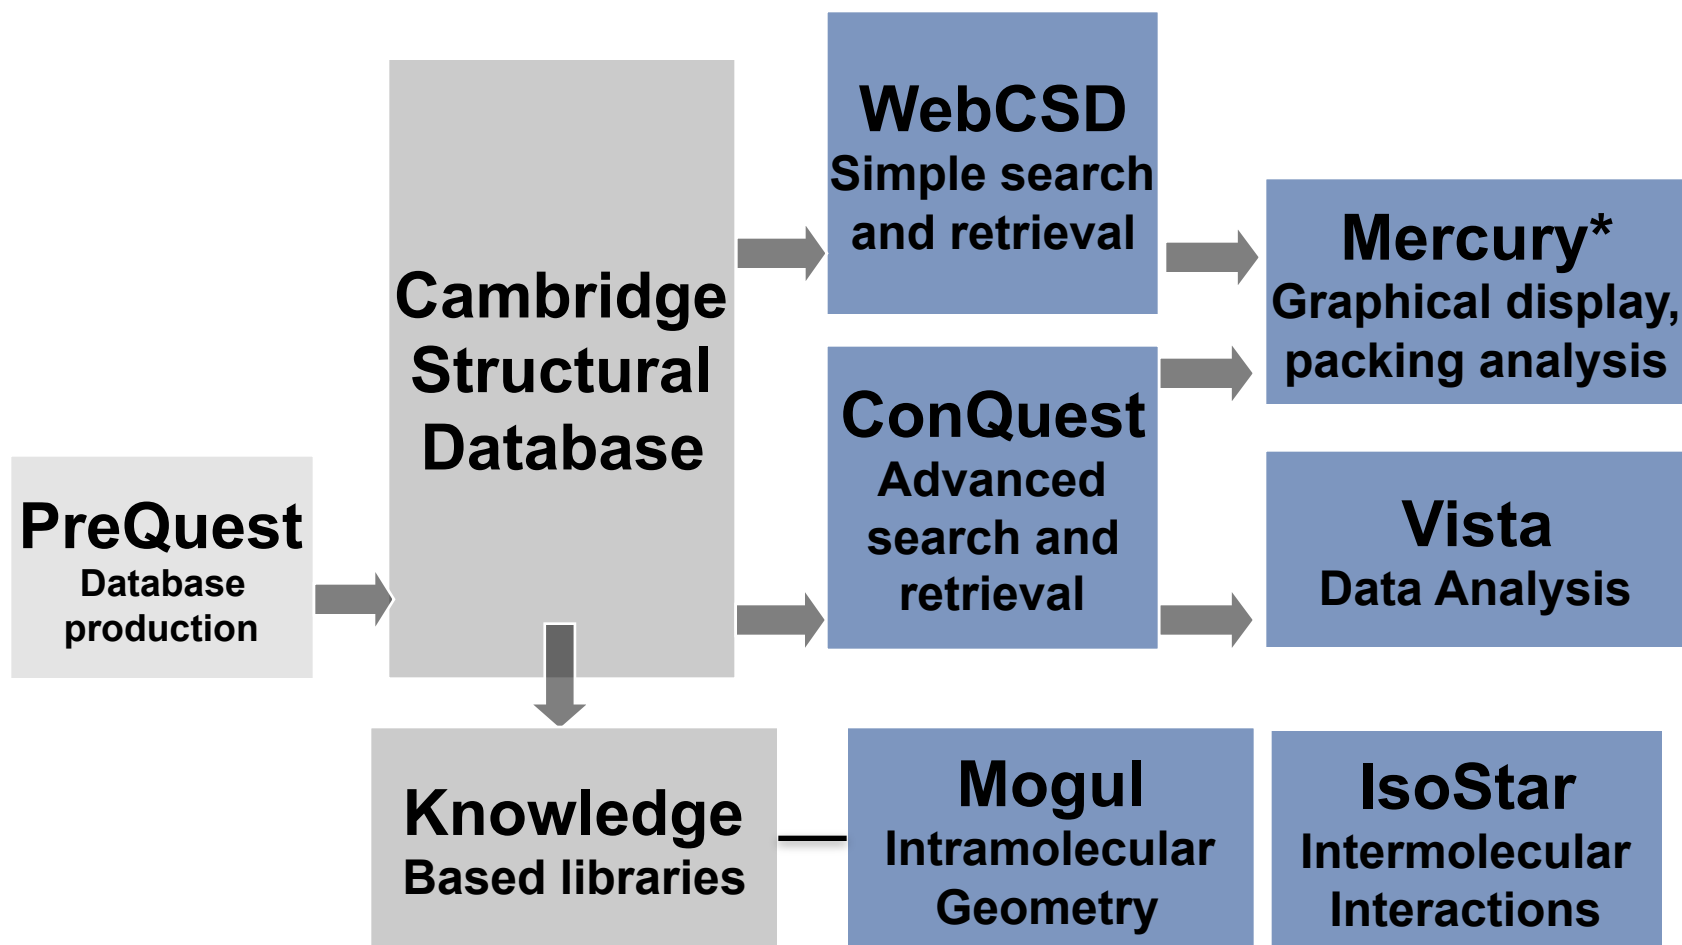 PreQuest
Database
production
Cambridge
Structural
Database
WebCSD
Simple search
and retrieval
ConQuest
Advanced
search and
retrieval
Mercury*
Graphical display,
packing analysis
Vista
Data Analysis
Knowledge
Based libraries
Mogul
Intramolecular
Geometry
IsoStar
Intermolecular
Interactions